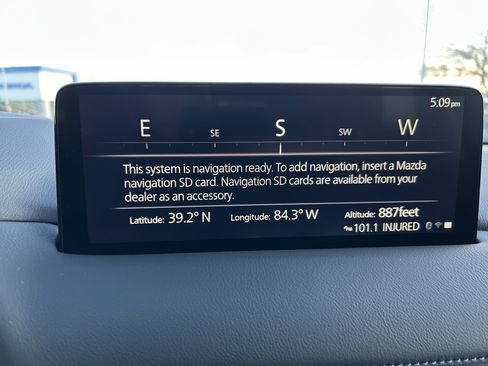 5:09pm
E SE S SW W
This system is navigation ready. To add navigation, insert a Mazda
navigation SD card. Navigation SD cards are available from your
dealer as an accessory.
Latitude: 39.2° N Longitude: 84.3° W Altitude: 887feet
101.1 INJURED